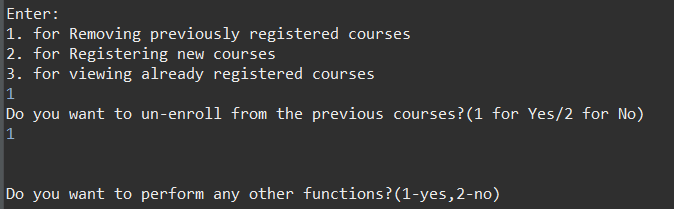 Enter:
1. for Removing previously registered courses
2. for Registering new courses
3. for viewing already registered courses
1
Do you want to un-enroll from the previous courses?(1 for Yes/2 for No)
1
Do you want to perform any other functions?(1-yes,2-no)